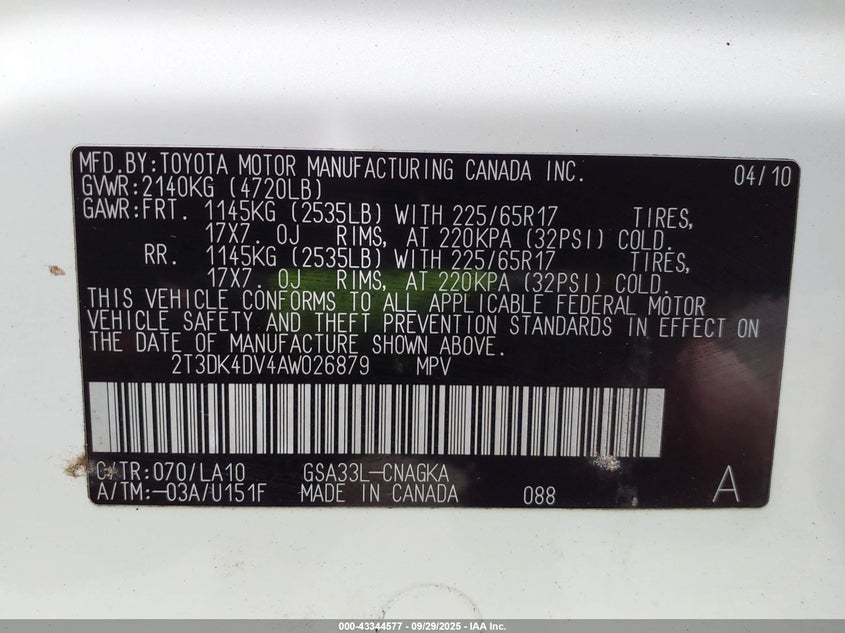 MFD.BY:TOYOTA MOTOR MANUFACTURING CANADA INC. 04/10
GVWR:2140KG (4720LB)
GAWR:FRT. 1145KG (2535LB) WITH 225/65R17 TIRES,
17X7. 0J RIMS, AT 220KPA (32PSI) COLD.
RR. 1145KG (2535LB) WITH 225/65R17 TIRES,
17X7. 0J RIMS, AT 220KPA (32PSI) COLD.
THIS VEHICLE CONFORMS TO ALL APPLICABLE FEDERAL MOTOR
VEHICLE SAFETY AND THEFT PREVENTION STANDARDS IN EFFECT ON
THE DATE OF MANUFACTURE SHOWN ABOVE.
2T3DK4DV4AW026879 MPV
C/TR:070/LA10 GSA33L-CNAGKA
A/TM:-03A/U151F MADE IN CANADA 088 A
000-43344577 - 09/29/2025 - IAA Inc.